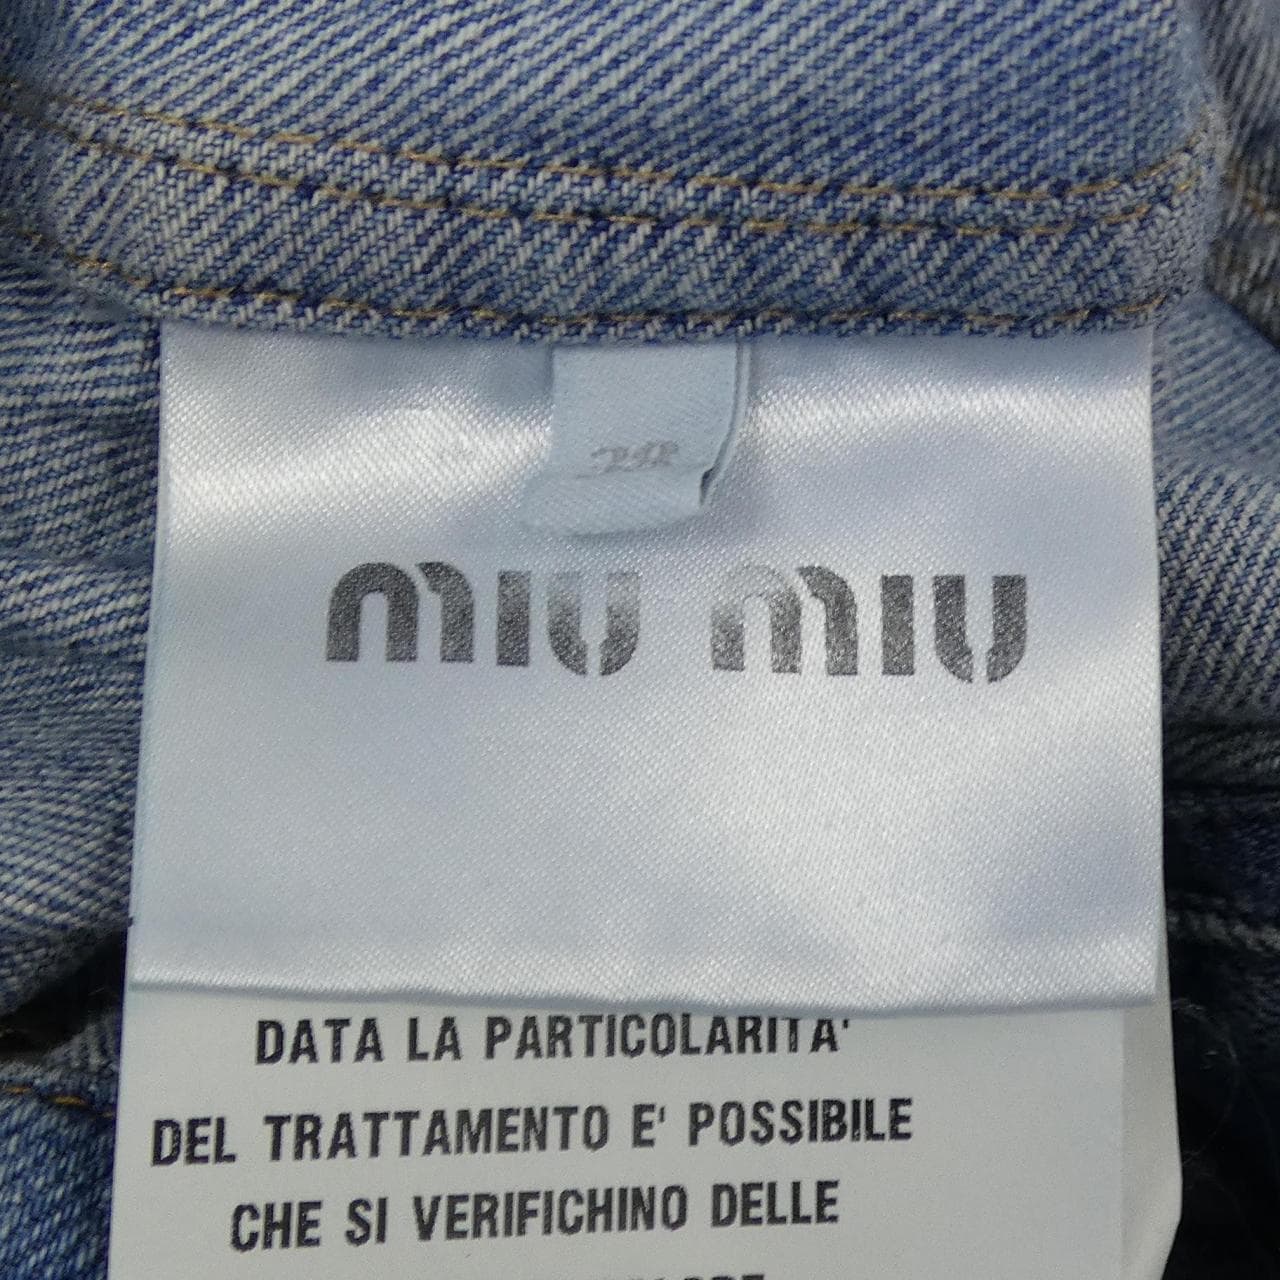 miu miu
DATA LA PARTICOLARITA'
DEL TRATTAMENTO E' POSSIBILE
CHE SI VERIFICHINO DELLE